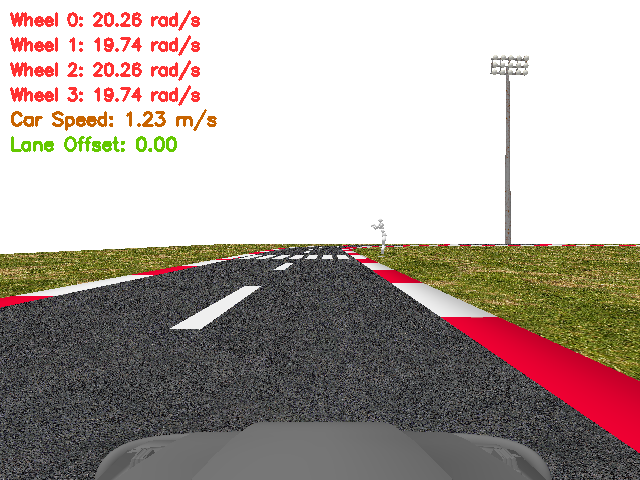 Wheel 0: 20.26 rad/s
Wheel 1: 19.74 rad/s
Wheel 2: 20.26 rad/s
Wheel 3: 19.74 rad/s
Car Speed: 1.23 m/s
Lane Offset: 0.00